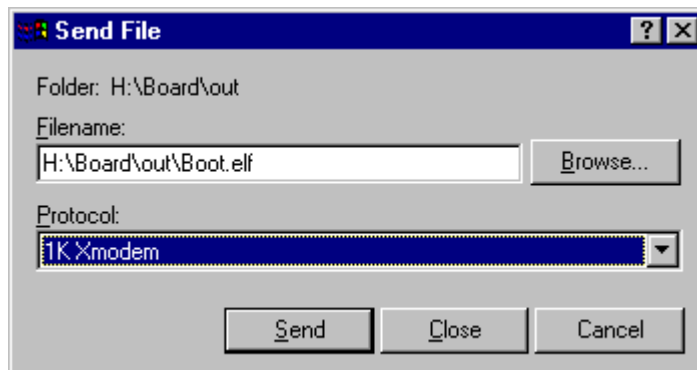 Send File
Folder: H:\Board\out
Filename:
H:\Board\out\Boot.elf
Browse...
Protocol:
1K Xmodem
Send Close Cancel